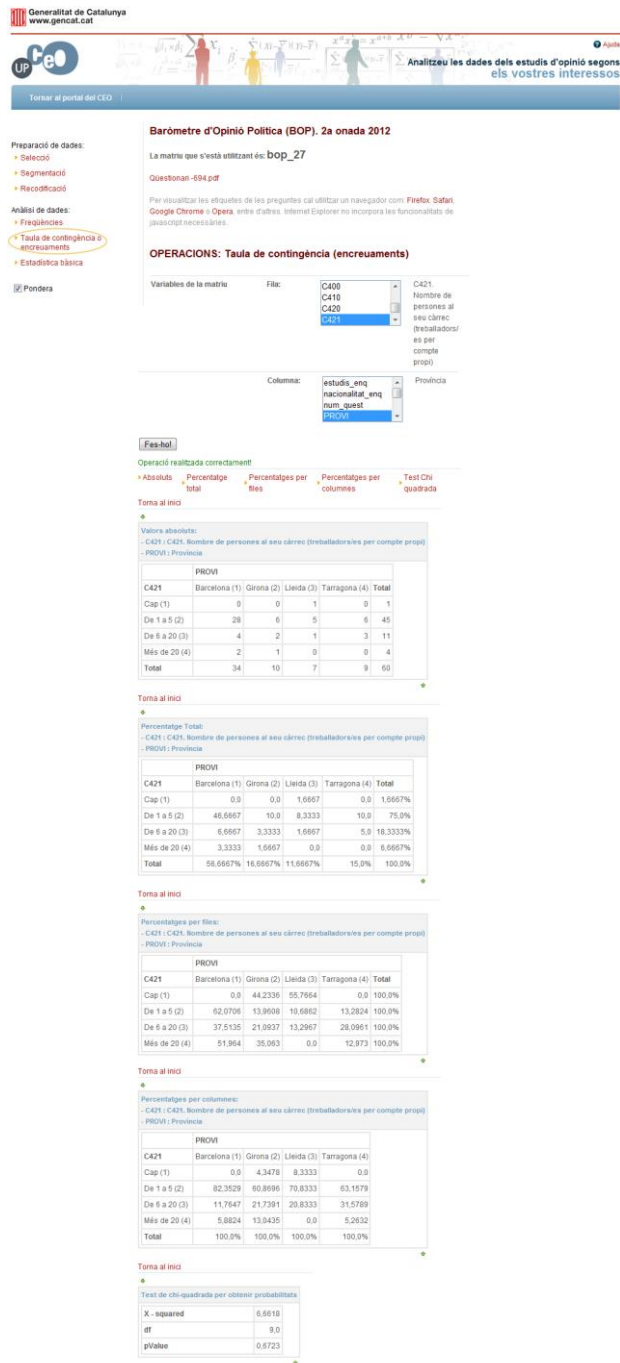 Generalitat de Catalunya
www.gencat.cat
UP CEO
Ajuda
Analitzeu les dades dels estudis d'opinió segons
els vostres interessos
Tornar al portal del CEO
Preparació de dades:
Selecció
Segmentació
Recodificació
Anàlisi de dades:
Freqüències
Taula de contingència o
encreuaments
Estadística bàsica
Pondera
Baròmetre d'Opinió Política (BOP). 2a onada 2012
La matriu que s'està utilitzant és: bop_27
Qüestionari -694.pdf
Per visualitzar les etiquetes de les preguntes cal utilitzar un navegador com: Firefox, Safari,
Google Chrome o Opera, entre d'altres. Internet Explorer no incorpora les funcionalitats de
javascript necessàries.
OPERACIONS: Taula de contingència (encreuaments)
Variables de la matriu Fila:
C400
C410
C420
C421
C421.
Nombre de
persones al
seu càrrec
(treballadors/
es per
compte
propi)
Columna:
estudis_enq
nacionalitat_enq
num_quest
PROVI
Província
Fes-ho!
Operació realitzada correctament!
Absoluts Percentatge total Percentatges per files Percentatges per columnes Test Chi quadrada
Torna al inici
Valors absoluts:
- C421 : C421. Nombre de persones al seu càrrec (treballadors/es per compte propi)
- PROVI : Província
PROVI
C421 Barcelona (1) Girona (2) Lleida (3) Tarragona (4) Total
Cap (1) 0 0 1 0 1
De 1 a 5 (2) 28 6 5 6 45
De 6 a 20 (3) 4 2 1 3 11
Més de 20 (4) 2 1 0 0 4
Total 34 10 7 9 60
Torna al inici
Percentatge Total:
- C421 : C421. Nombre de persones al seu càrrec (treballadors/es per compte propi)
- PROVI : Província
PROVI
C421 Barcelona (1) Girona (2) Lleida (3) Tarragona (4) Total
Cap (1) 0,0 0,0 1,6667 0,0 1,6667%
De 1 a 5 (2) 46,6667 10,0 8,3333 10,0 75,0%
De 6 a 20 (3) 6,6667 3,3333 1,6667 5,0 18,3333%
Més de 20 (4) 3,3333 1,6667 0,0 0,0 6,6667%
Total 56,6667% 16,6667% 11,6667% 15,0% 100,0%
Torna al inici
Percentatges per files:
- C421 : C421. Nombre de persones al seu càrrec (treballadors/es per compte propi)
- PROVI : Província
PROVI
C421 Barcelona (1) Girona (2) Lleida (3) Tarragona (4) Total
Cap (1) 0,0 44,2336 55,7664 0,0 100,0%
De 1 a 5 (2) 62,0706 13,9608 10,6862 13,2824 100,0%
De 6 a 20 (3) 37,5135 21,0937 13,2967 28,0961 100,0%
Més de 20 (4) 51,964 35,063 0,0 12,973 100,0%
Torna al inici
Percentatges per columnes:
- C421 : C421. Nombre de persones al seu càrrec (treballadors/es per compte propi)
- PROVI : Província
PROVI
C421 Barcelona (1) Girona (2) Lleida (3) Tarragona (4)
Cap (1) 0,0 4,3478 8,3333 0,0
De 1 a 5 (2) 82,3529 60,8696 70,8333 63,1579
De 6 a 20 (3) 11,7647 21,7391 20,8333 31,5789
Més de 20 (4) 5,8824 13,0435 0,0 5,2632
Total 100,0% 100,0% 100,0% 100,0%
Torna al inici
Test de chi-quadrada per obtenir probabilitats
X - squared 6,6618
df 9,0
pValue 0,6723